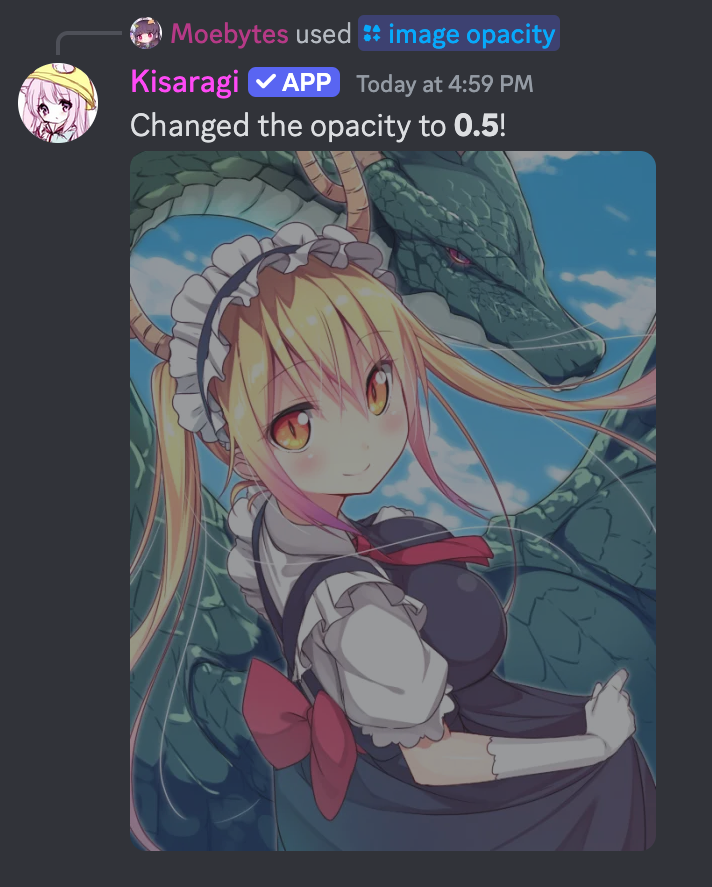 Moebytes used image opacity
Kisaragi ✓ APP Today at 4:59 PM
Changed the opacity to 0.5!